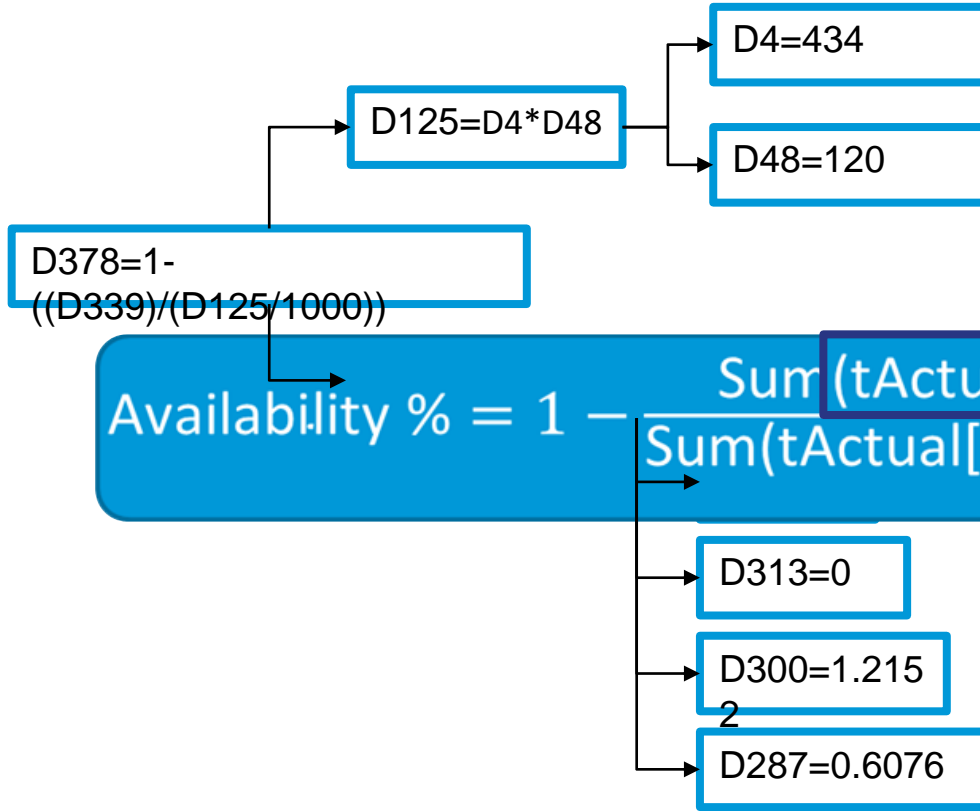 D4=434
D125=D4*D48
D48=120
D378=1-
((D339)/(D125/1000))
Availability % = 1 −
Sum(tActu
Sum(tActual[
D313=0
D300=1.215
2
D287=0.6076